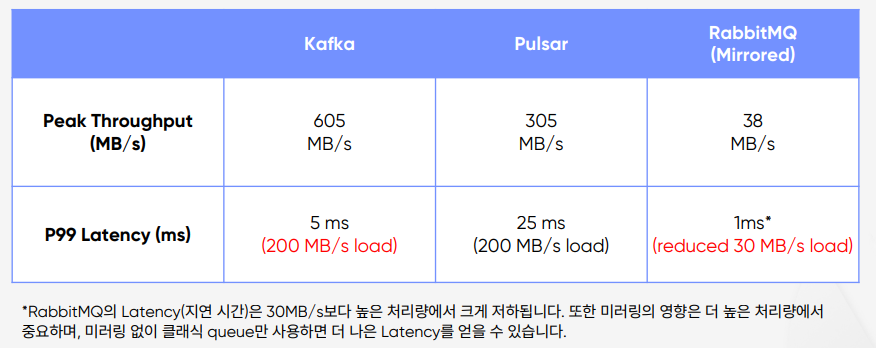 Kafka
Pulsar
RabbitMQ
(Mirrored)
Peak Throughput
(MB/s)
605
MB/s
305
MB/s
38
MB/s
P99 Latency (ms)
5 ms
(200 MB/s load)
25 ms
(200 MB/s load)
1ms*
(reduced 30 MB/s load)
*RabbitMQ의 Latency(지연 시간)은 30MB/s보다 높은 처리량에서 크게 저하됩니다. 또한 미러링의 영향은 더 높은 처리량에서
중요하며, 미러링 없이 클래식 queue만 사용하면 더 나은 Latency를 얻을 수 있습니다.